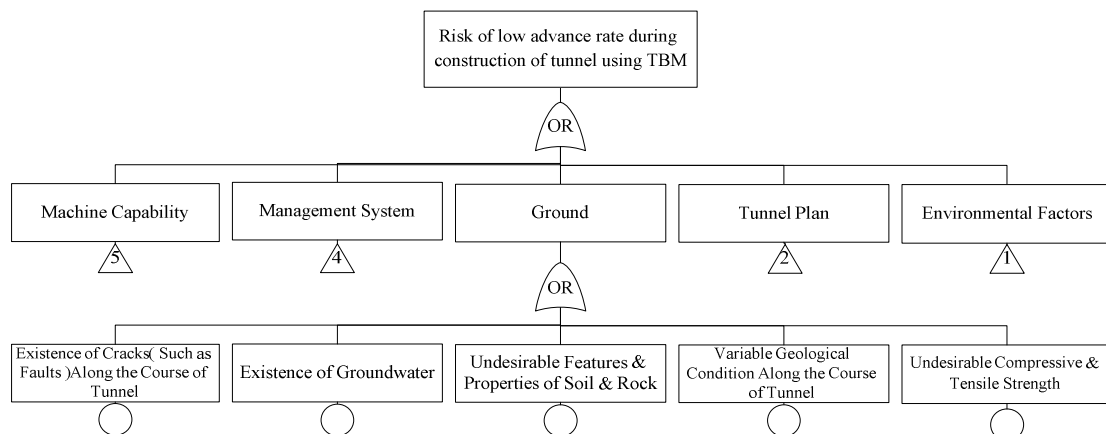 Risk of low advance rate during
construction of tunnel using TBM
OR
Machine Capability
Management System
Ground
Tunnel Plan
Environmental Factors
5
4
2
1
OR
Existence of Cracks( Such as
Faults )Along the Course of
Tunnel
Existence of Groundwater
Undesirable Features &
Properties of Soil & Rock
Variable Geological
Condition Along the Course
of Tunnel
Undesirable Compressive &
Tensile Strength